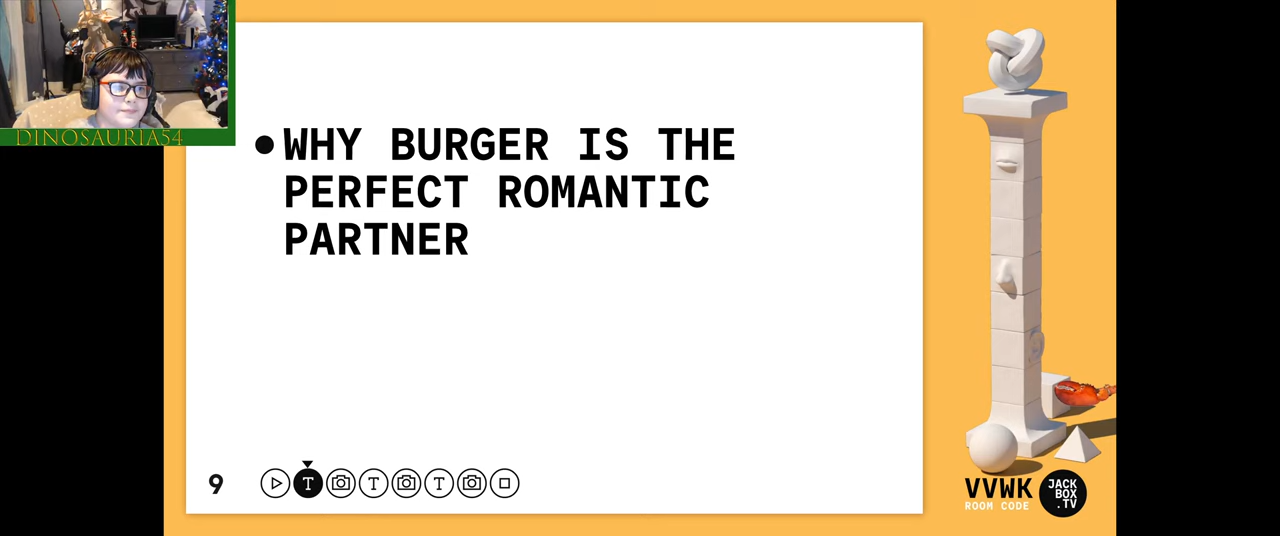 DINOSAURIA54
WHY BURGER IS THE
PERFECT ROMANTIC
PARTNER
9
T T T
VVWK
ROOM CODE
JACK
BOX
.TV